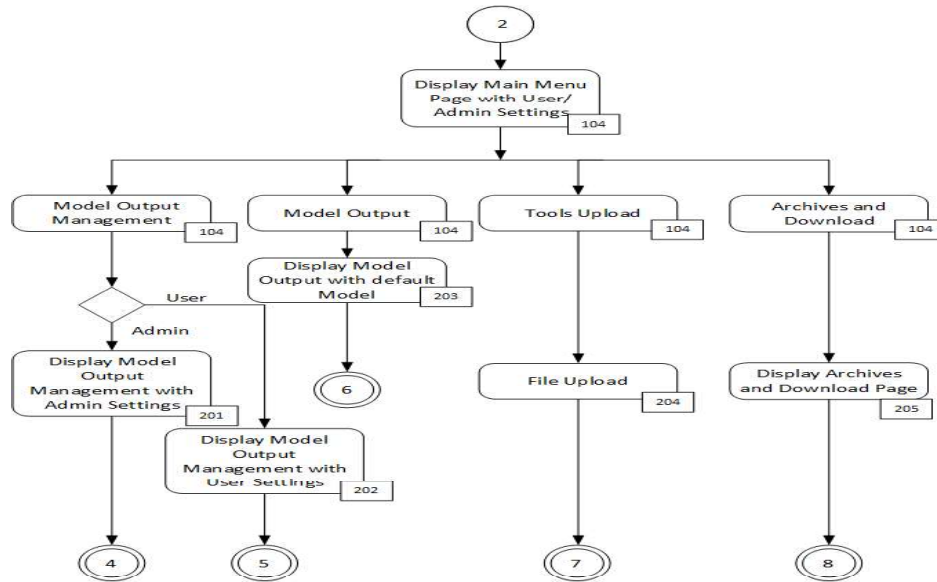 2
Display Main Menu
Page with User/
Admin Settings
104
Model Output
Management
104
Model Output
104
Tools Upload
104
Archives and
Download
104
Display Model
Output with default
Model
203
User
Admin
Display Model
Output
Management with
Admin Settings
201
6
File Upload
204
Display Archives
and Download Page
205
Display Model
Output
Management with
User Settings
202
4
5
7
8